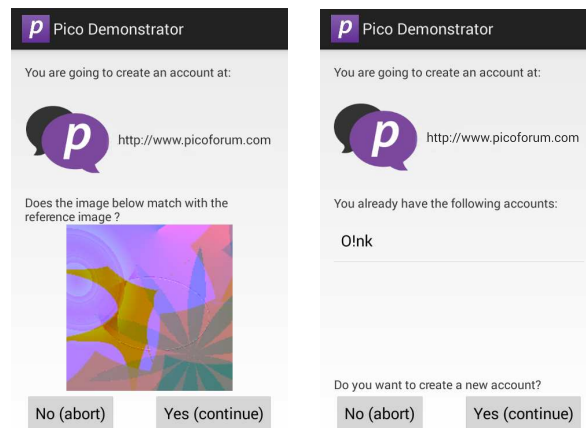 p Pico Demonstrator
You are going to create an account at:
p
http://www.picoforum.com
Does the image below match with the
reference image ?
No (abort) Yes (continue)
p Pico Demonstrator
You are going to create an account at:
p
http://www.picoforum.com
You already have the following accounts:
O!nk
Do you want to create a new account?
No (abort) Yes (continue)